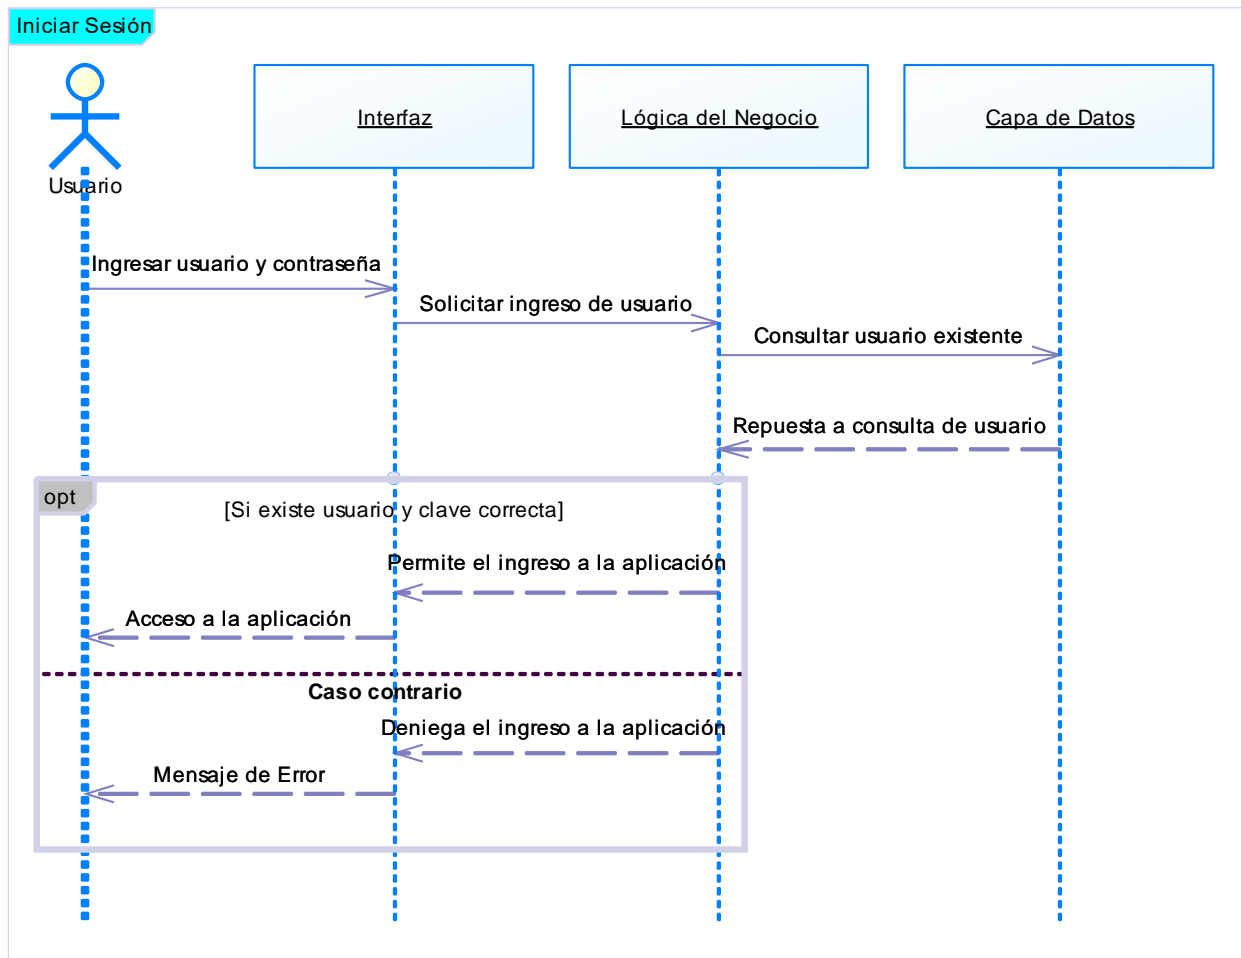 Iniciar Sesión
Usuario
Interfaz
Lógica del Negocio
Capa de Datos
Ingresar usuario y contraseña
Solicitar ingreso de usuario
Consultar usuario existente
Repuesta a consulta de usuario
opt
[Si existe usuario y clave correcta]
Permite el ingreso a la aplicación
Acceso a la aplicación
Caso contrario
Deniega el ingreso a la aplicación
Mensaje de Error